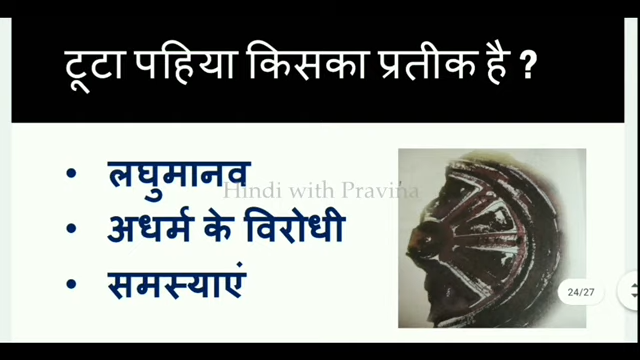 टूटा पहिया किसका प्रतीक है ?
• लघुमानव
• अधर्म के विरोधी
• समस्याएं
Hindi with Pravina
24/27